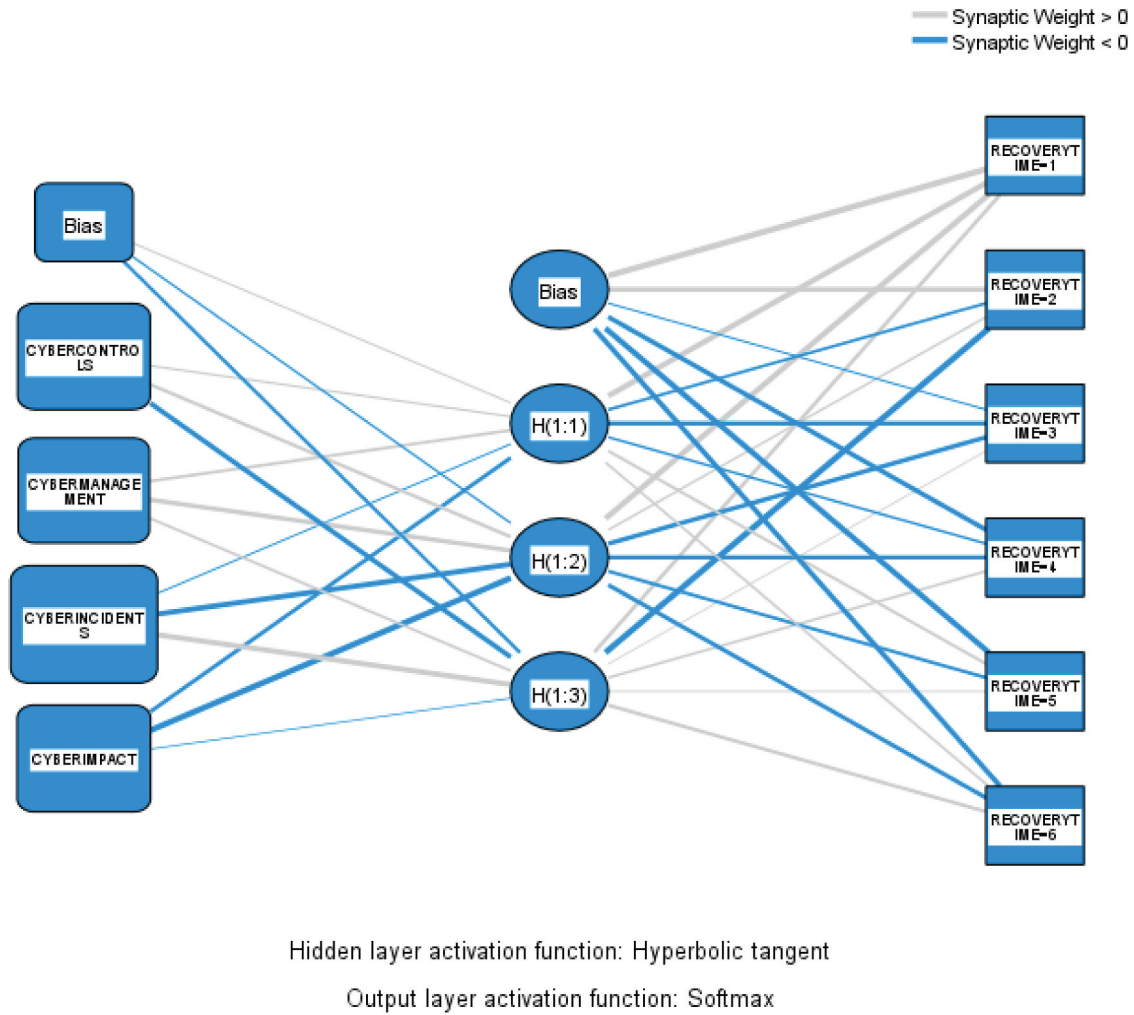 Synaptic Weight > 0
Synaptic Weight < 0
Bias
CYBERCONTRO
LS
CYBERMANAGE
MENT
CYBERINCIDENT
S
CYBERIMPACT
Bias
H(1:1)
H(1:2)
H(1:3)
RECOVERYT
IME=1
RECOVERYT
IME=2
RECOVERYT
IME=3
RECOVERYT
IME=4
RECOVERYT
IME=5
RECOVERYT
IME=6
Hidden layer activation function: Hyperbolic tangent
Output layer activation function: Softmax